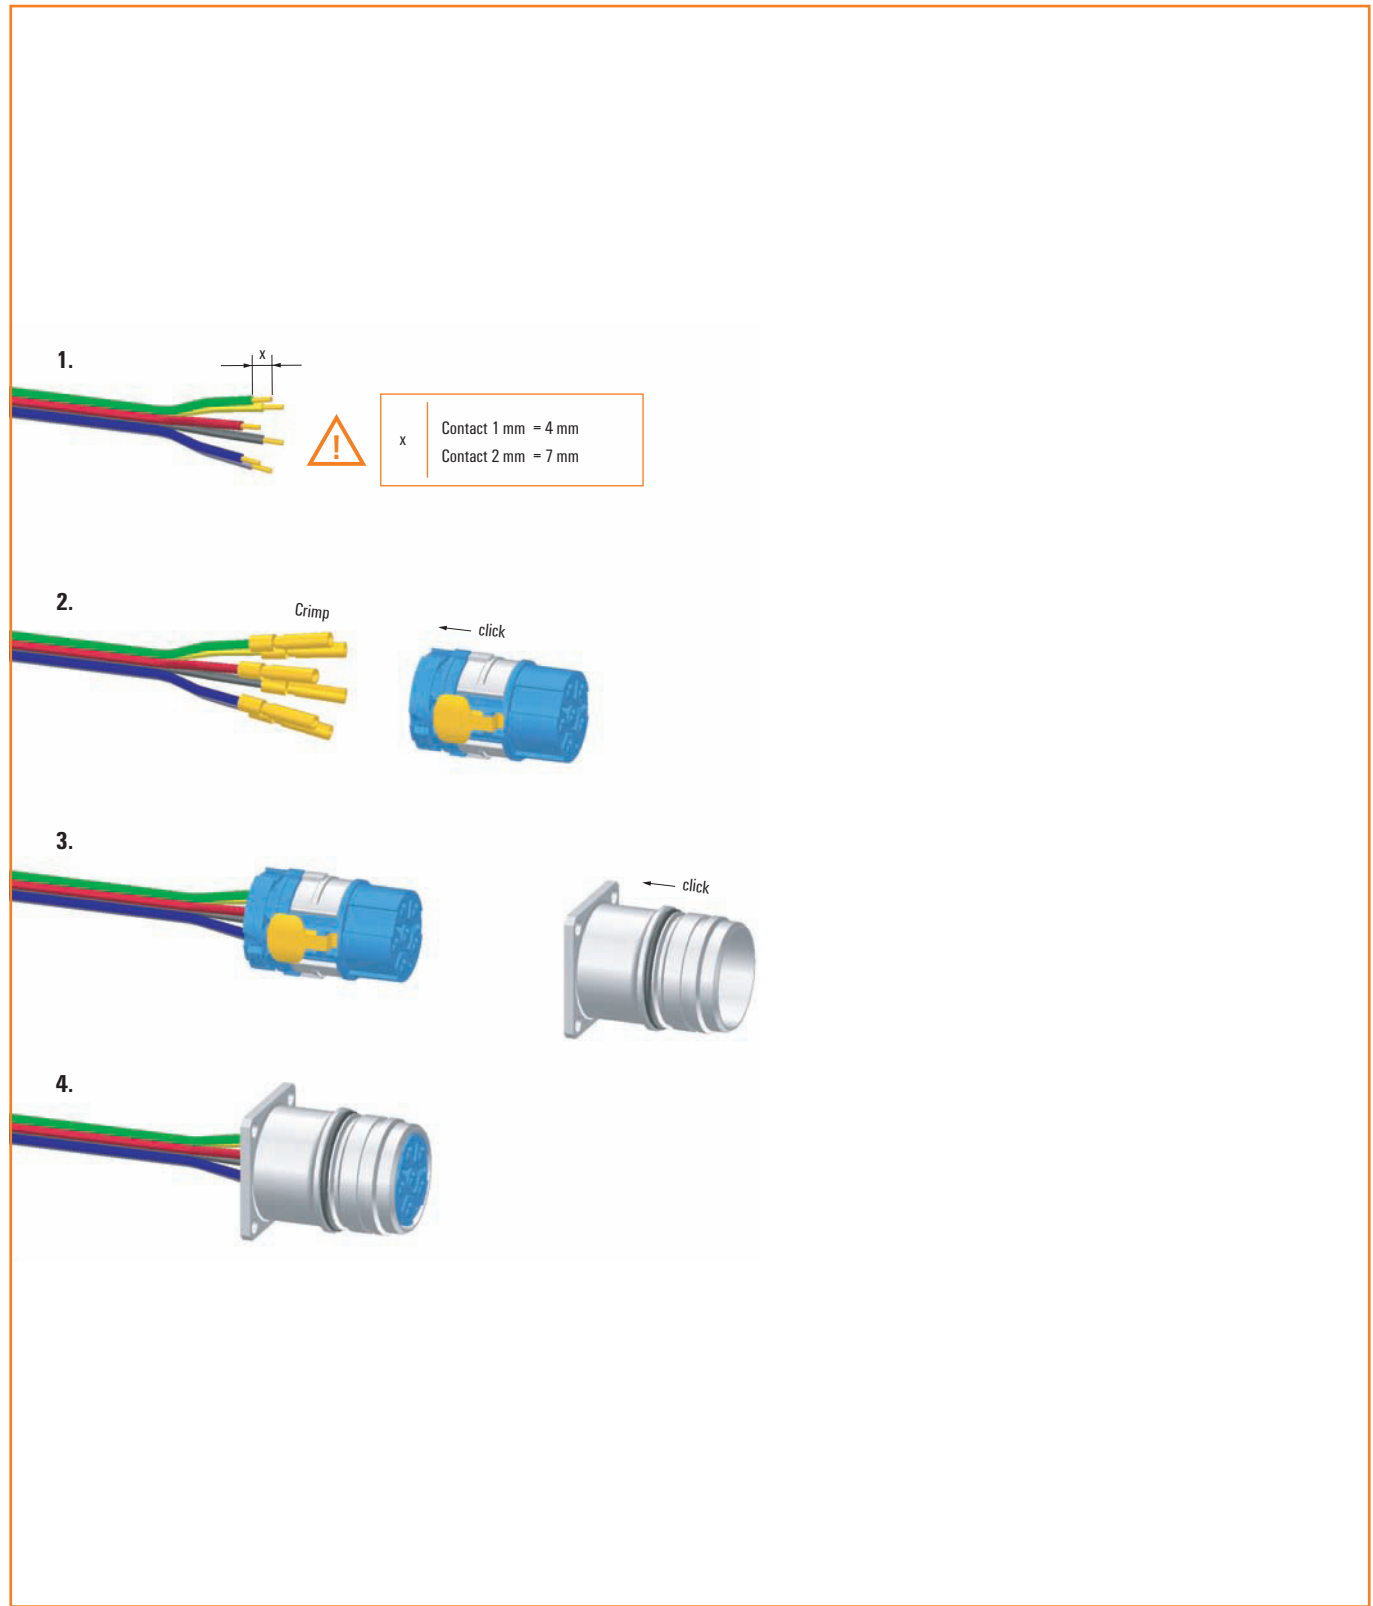 1.
x
!
x
Contact 1 mm = 4 mm
Contact 2 mm = 7 mm
2.
Crimp
click
3.
click
4.